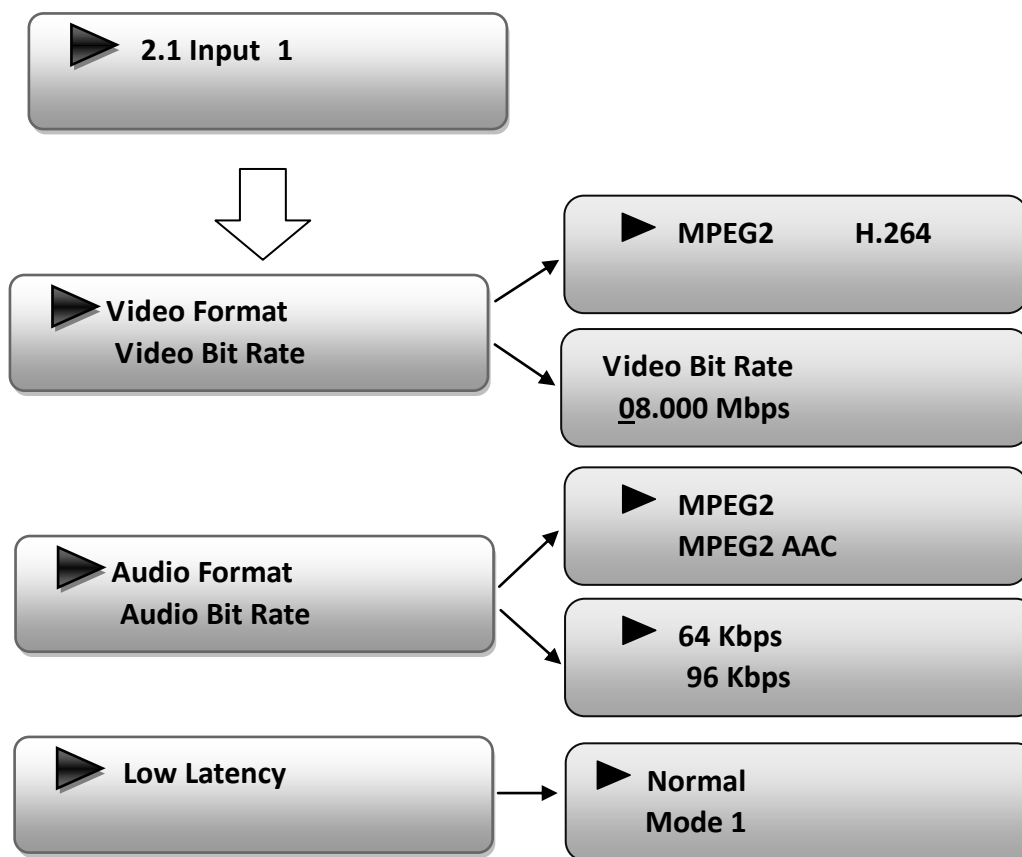 2.1 Input 1
MPEG2 H.264
Video Format
Video Bit Rate
Video Bit Rate
08.000 Mbps
MPEG2
MPEG2 AAC
Audio Format
Audio Bit Rate
64 Kbps
96 Kbps
Low Latency
Normal
Mode 1